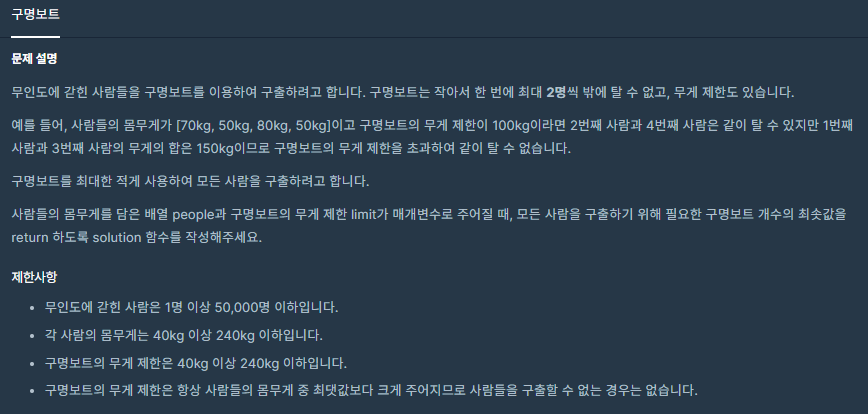 구명보트
문제 설명
무인도에 갇힌 사람들을 구명보트를 이용하여 구출하려고 합니다. 구명보트는 작아서 한 번에 최대 2명씩 밖에 탈 수 없고, 무게 제한도 있습니다.
예를 들어, 사람들의 몸무게가 [70kg, 50kg, 80kg, 50kg]이고 구명보트의 무게 제한이 100kg이라면 2번째 사람과 4번째 사람은 같이 탈 수 있지만 1번째
사람과 3번째 사람의 무게의 합은 150kg이므로 구명보트의 무게 제한을 초과하여 같이 탈 수 없습니다.
구명보트를 최대한 적게 사용하여 모든 사람을 구출하려고 합니다.
사람들의 몸무게를 담은 배열 people과 구명보트의 무게 제한 limit가 매개변수로 주어질 때, 모든 사람을 구출하기 위해 필요한 구명보트 개수의 최솟값을
return 하도록 solution 함수를 작성해주세요.
제한사항
• 무인도에 갇힌 사람은 1명 이상 50,000명 이하입니다.
• 각 사람의 몸무게는 40kg 이상 240kg 이하입니다.
• 구명보트의 무게 제한은 40kg 이상 240kg 이하입니다.
• 구명보트의 무게 제한은 항상 사람들의 몸무게 중 최댓값보다 크게 주어지므로 사람들을 구출할 수 없는 경우는 없습니다.